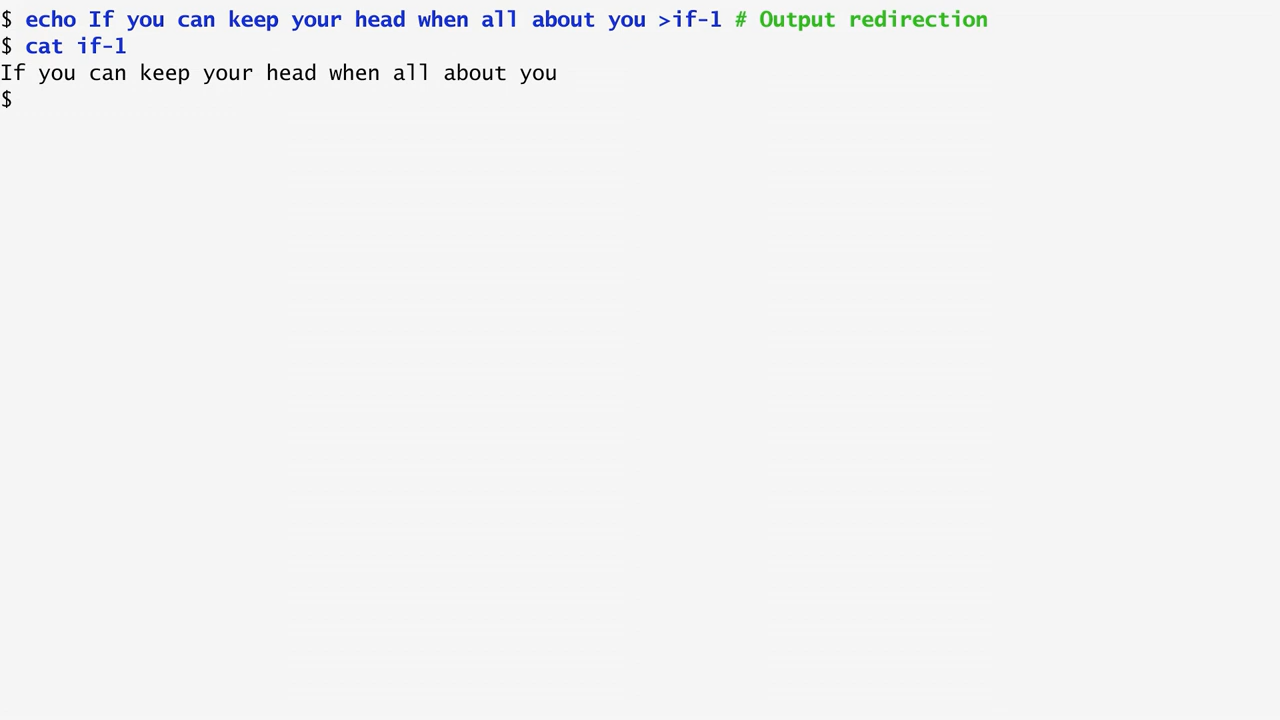 $ echo If you can keep your head when all about you >if-1 # Output redirection
$ cat if-1
If you can keep your head when all about you
$